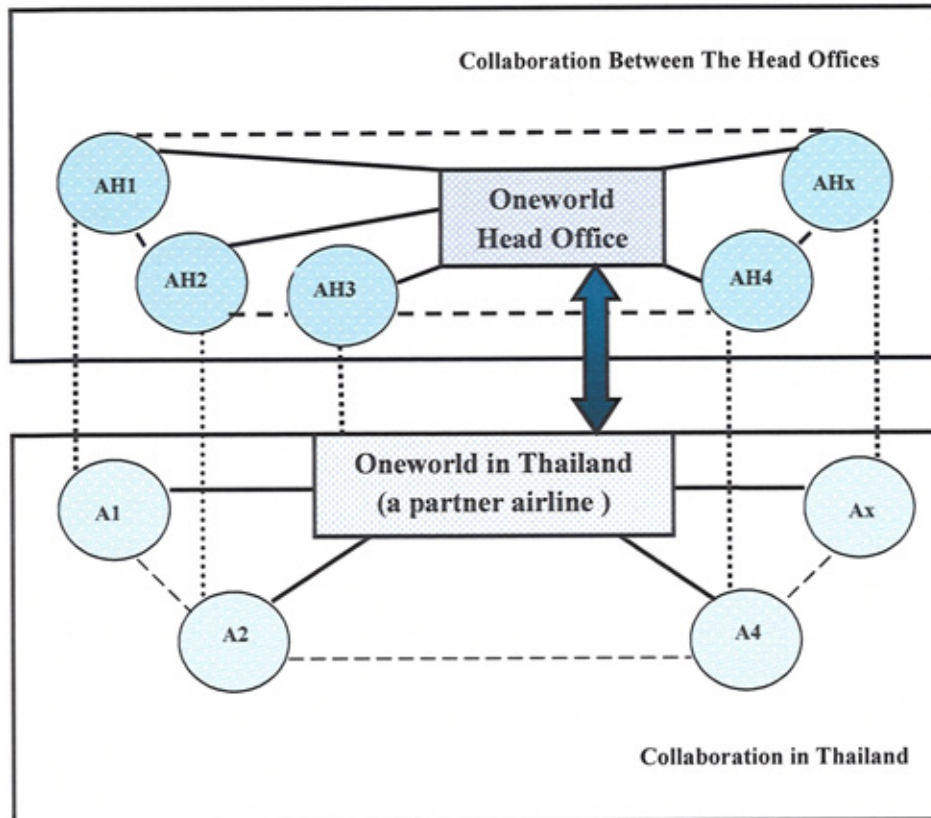 Collaboration Between The Head Offices
AH1
AHx
Oneworld
Head Office
AH2
AH3
AH4
Oneworld in Thailand
(a partner airline )
A1
Ax
A2
A4
Collaboration in Thailand